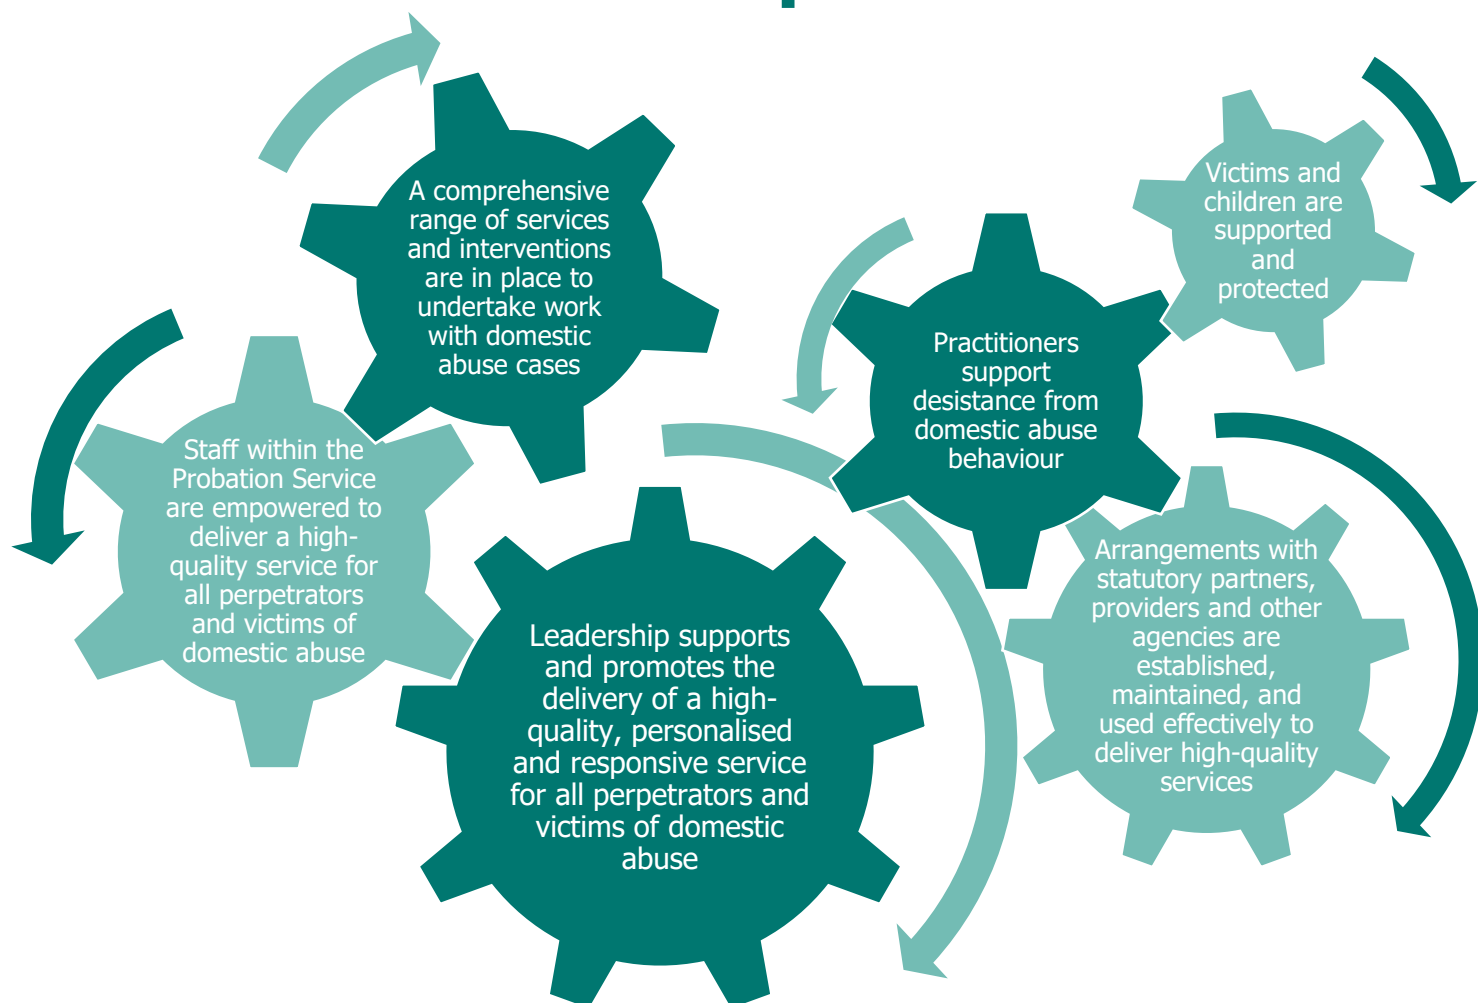 A comprehensive
range of services
and interventions
are in place to
undertake work
with domestic
abuse cases
Victims and
children are
supported
and
protected
Practitioners
support
desistance from
domestic abuse
behaviour
Staff within the
Probation Service
are empowered to
deliver a high-
quality service for
all perpetrators
and victims of
domestic abuse
Leadership supports
and promotes the
delivery of a high-
quality, personalised
and responsive service
for all perpetrators and
victims of domestic
abuse
Arrangements with
statutory partners,
providers and other
agencies are
established,
maintained, and
used effectively to
deliver high-quality
services